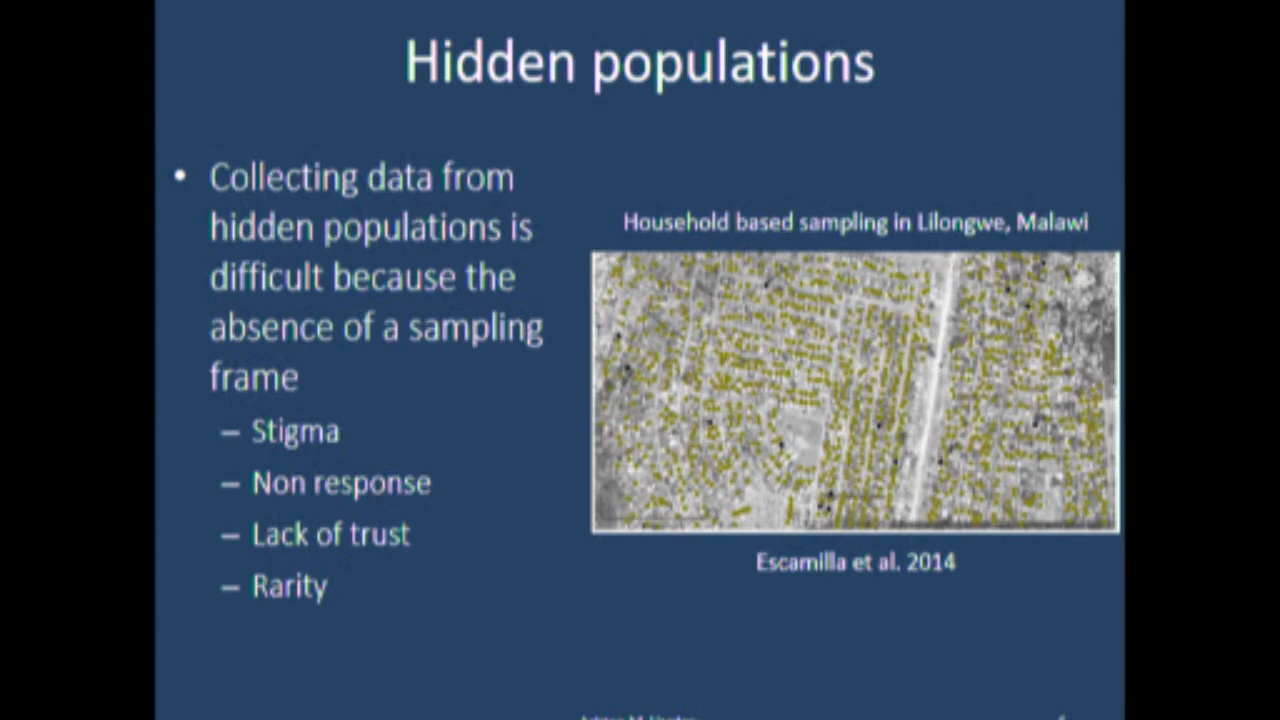 Hidden populations
• Collecting data from
hidden populations is
difficult because the
absence of a sampling
frame
– Stigma
– Non response
– Lack of trust
– Rarity
Household based sampling in Lilongwe, Malawi
Escamilla et al. 2014